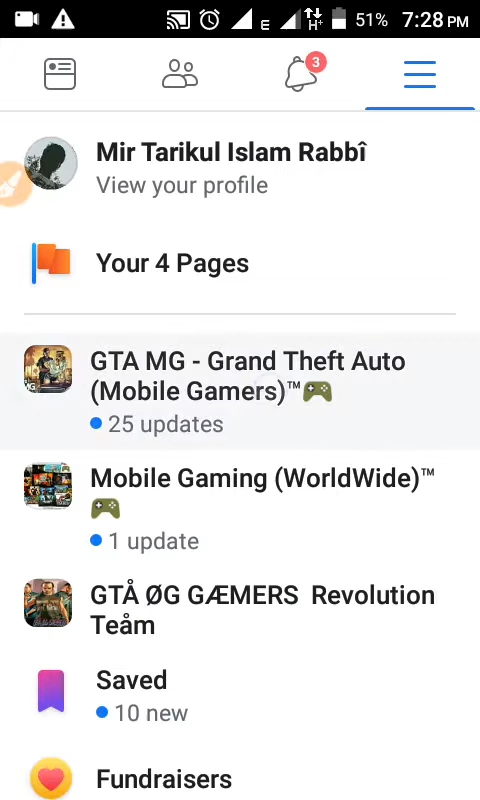 E H+ 51% 7:28 PM
3
Mir Tarikul Islam Rabbî
View your profile
Your 4 Pages
GTA MG - Grand Theft Auto
(Mobile Gamers)™🎮
25 updates
Mobile Gaming (WorldWide)™
🎮
1 update
GTÅ ØG GÆMERS Revolution
Teåm
Saved
10 new
Fundraisers